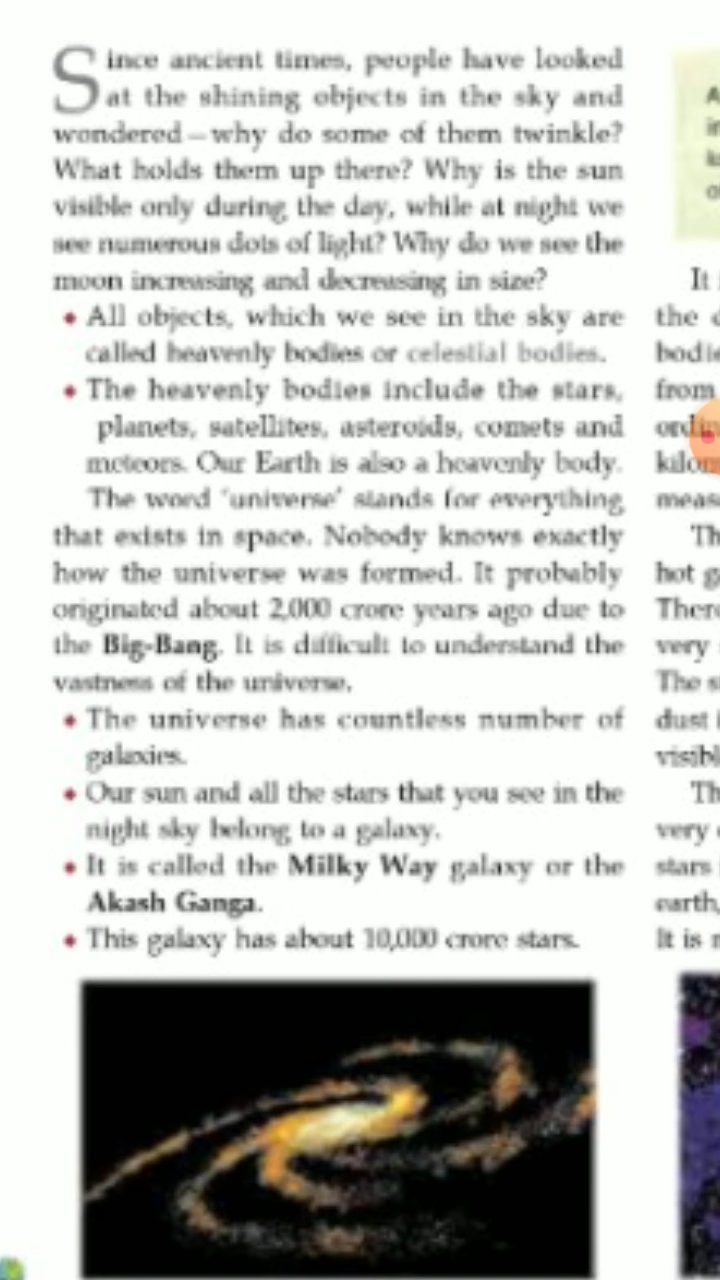 Since ancient times, people have looked
at the shining objects in the sky and
wondered – why do some of them twinkle?
What holds them up there? Why is the sun
visible only during the day, while at night we
see numerous dots of light? Why do we see the
moon increasing and decreasing in size?
• All objects, which we see in the sky are
called heavenly bodies or celestial bodies.
• The heavenly bodies include the stars,
planets, satellites, asteroids, comets and
meteors. Our Earth is also a heavenly body.
The word ‘universe’ stands for everything
that exists in space. Nobody knows exactly
how the universe was formed. It probably
originated about 2,000 crore years ago due to
the Big-Bang. It is difficult to understand the
vastness of the universe.
• The universe has countless number of
galaxies.
• Our sun and all the stars that you see in the
night sky belong to a galaxy.
• It is called the Milky Way galaxy or the
Akash Ganga.
• This galaxy has about 10,000 crore stars.
It
the
bodie
from
kilom
meas
Th
hot g
There
very
The s
dust
visibl
Th
very
stars
earth,
It is